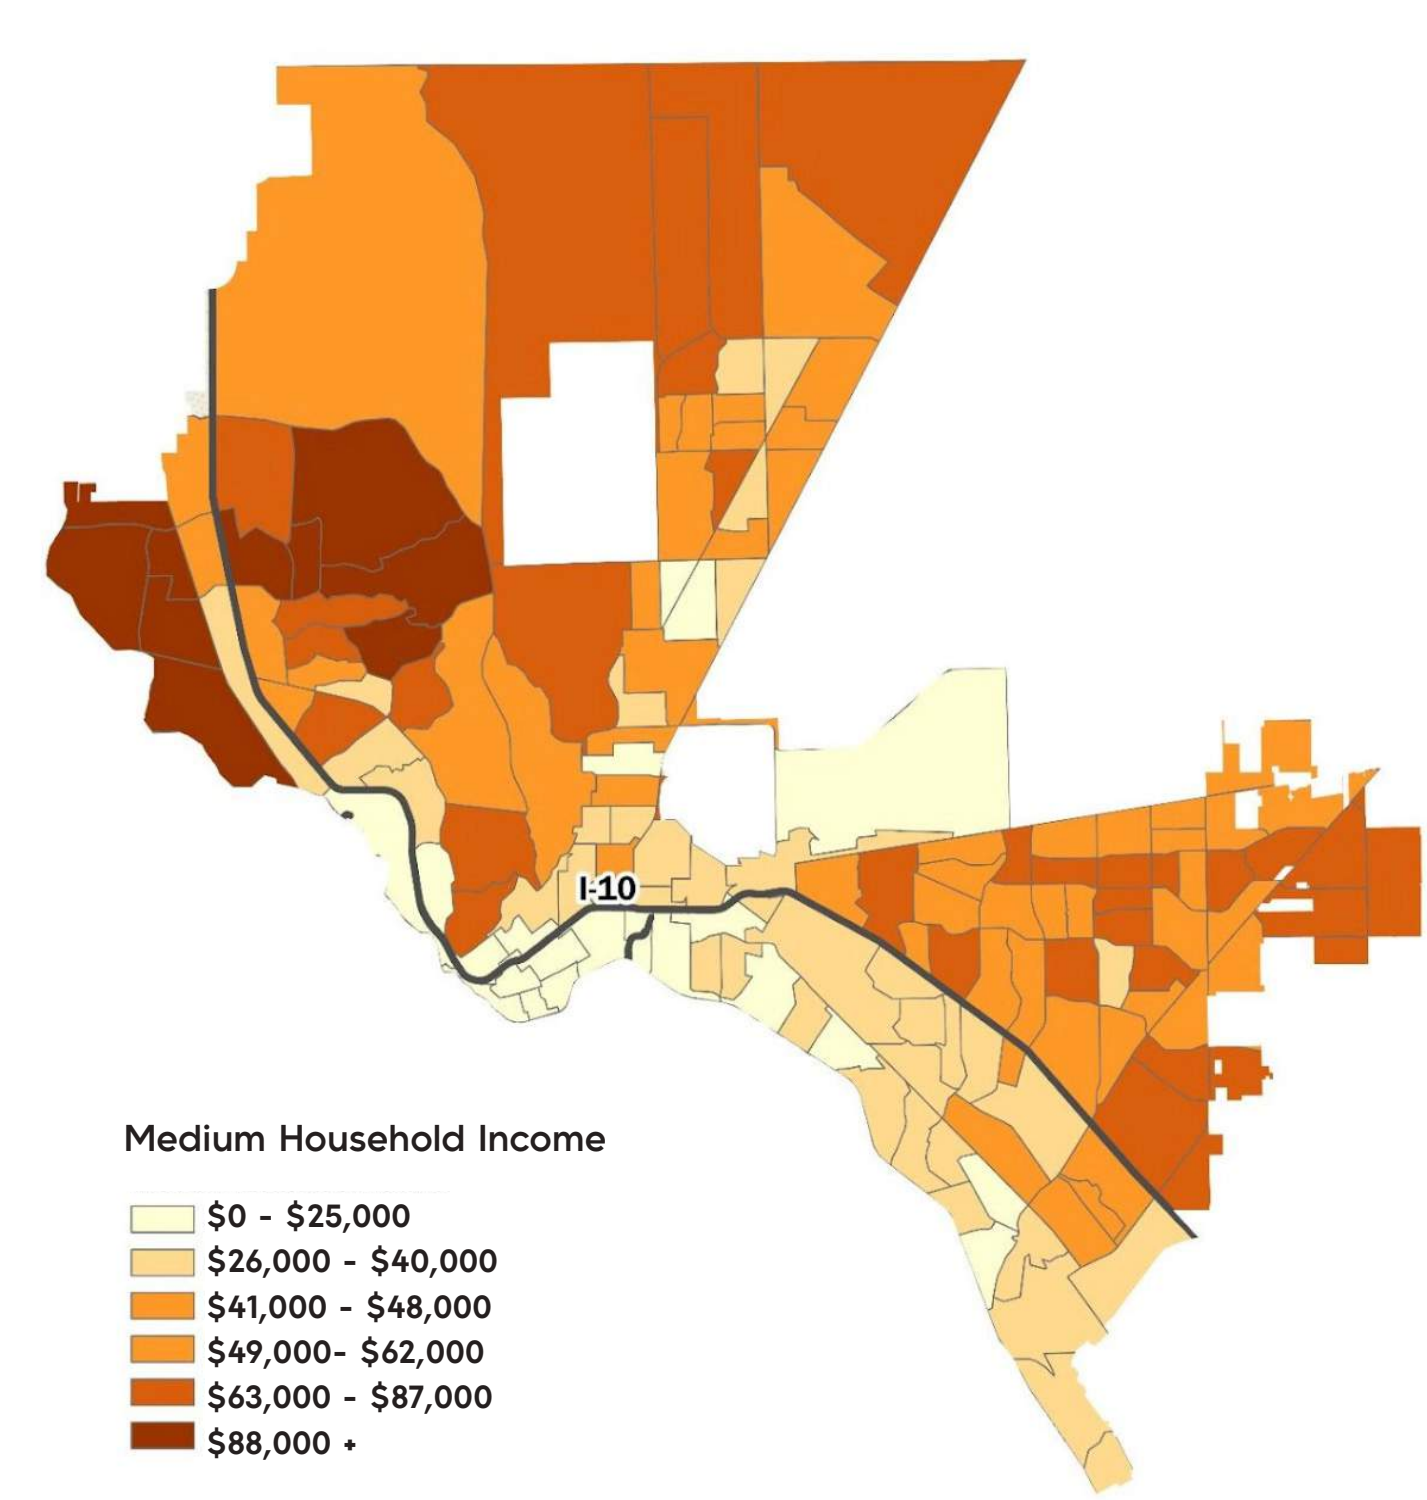 I-10
Medium Household Income
$0 - $25,000
$26,000 - $40,000
$41,000 - $48,000
$49,000- $62,000
$63,000 - $87,000
$88,000 +